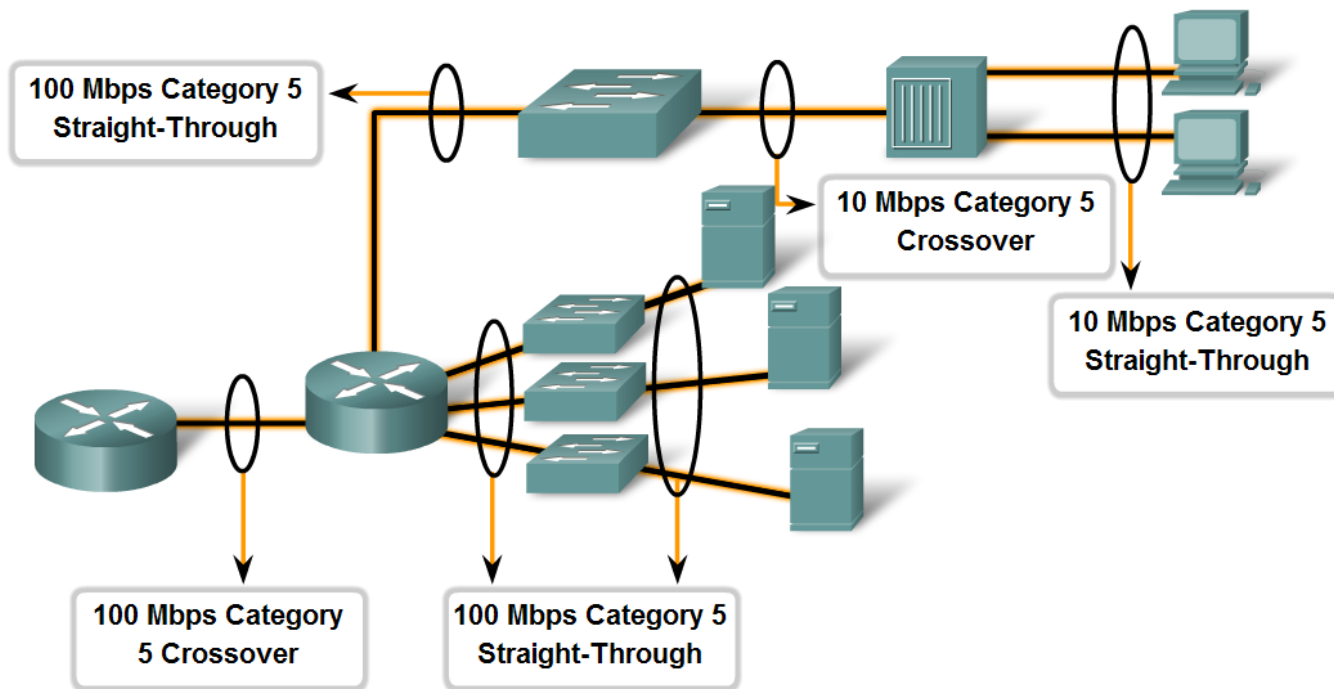 100 Mbps Category 5
Straight-Through
10 Mbps Category 5
Crossover
10 Mbps Category 5
Straight-Through
100 Mbps Category
5 Crossover
100 Mbps Category 5
Straight-Through